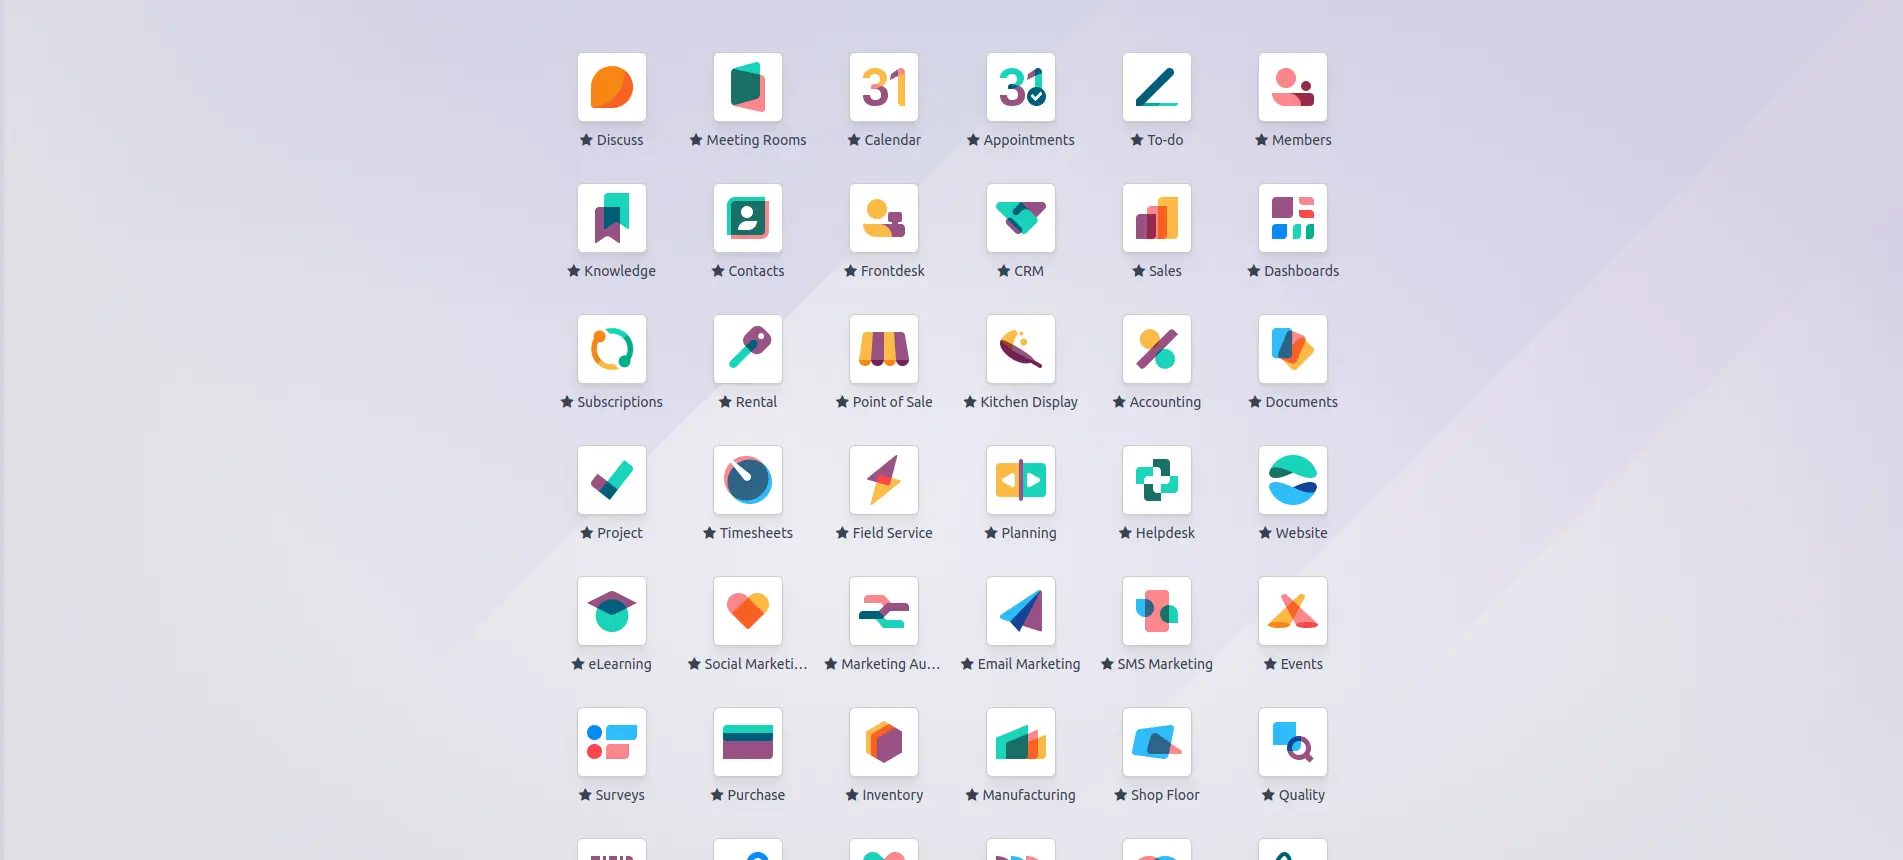 31 31
★ Discuss ★ Meeting Rooms ★ Calendar ★ Appointments ★ To-do ★ Members
★ Knowledge ★ Contacts ★ Frontdesk ★ CRM ★ Sales ★ Dashboards
★ Subscriptions ★ Rental ★ Point of Sale ★ Kitchen Display ★ Accounting ★ Documents
★ Project ★ Timesheets ★ Field Service ★ Planning ★ Helpdesk ★ Website
★ eLearning ★ Social Marketi... ★ Marketing Au... ★ Email Marketing ★ SMS Marketing ★ Events
★ Surveys ★ Purchase ★ Inventory ★ Manufacturing ★ Shop Floor ★ Quality